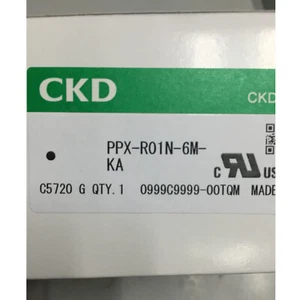 CKD
CKD
PPX-R01N-6M-
KA
C US
C5720 G QTY.1 0999C9999-00TQM MADE